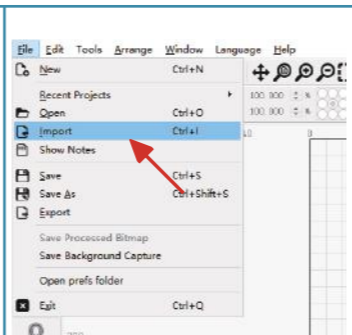 File Edit Tools Arrange Window Language Help
New Ctrl+N
Recent Projects
Open Ctrl+O
Import Ctrl+I
Show Notes
Save Ctrl+S
Save As Ctrl+Shift+S
Export
Save Processed Bitmap
Save Background Capture
Open prefs folder
Exit Ctrl+Q